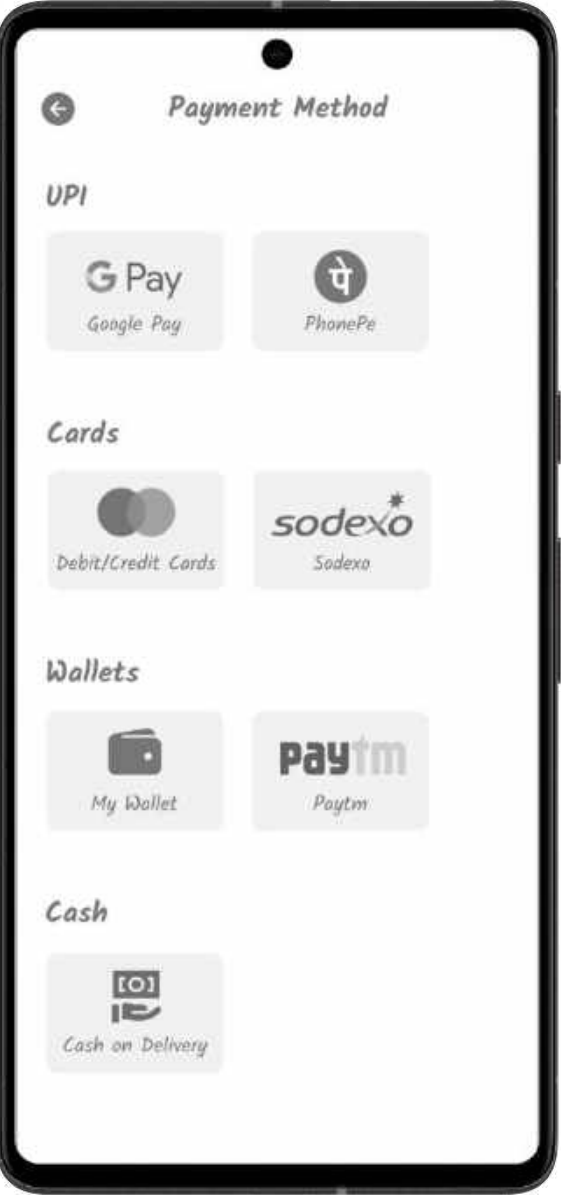 Payment Method
UPI
G Pay
पे
Google Pay
PhonePe
Cards
sodexo
Debit/Credit Cards
Sodexo
Wallets
paytm
My Wallet
Paytm
Cash
Cash on Delivery